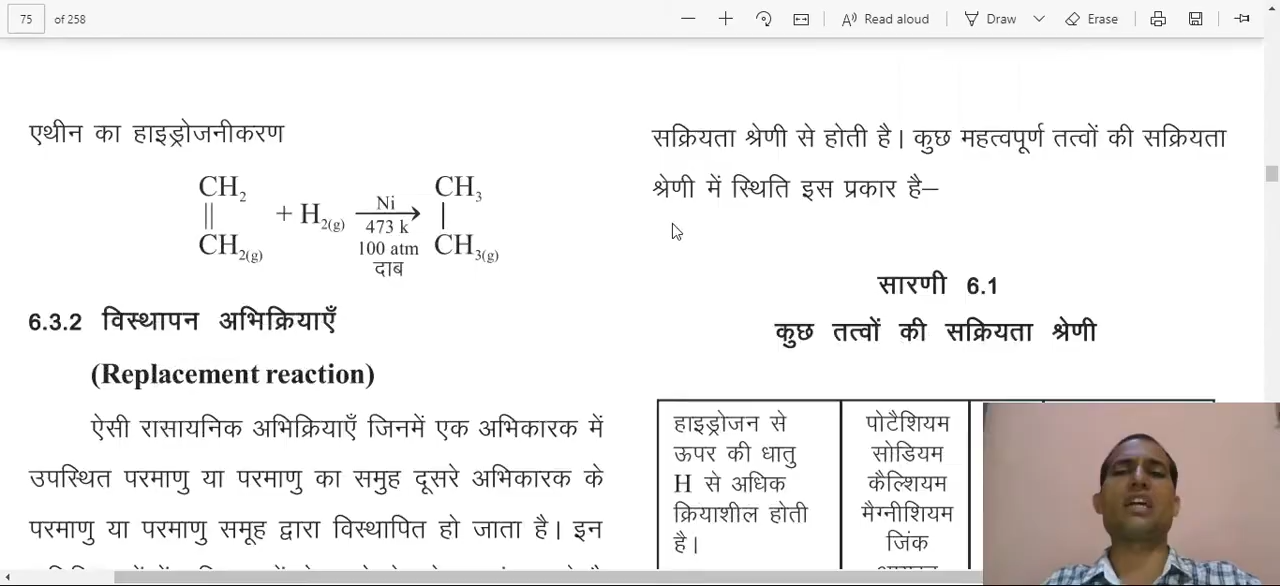 75 of 258 Read aloud Draw Erase
एथीन का हाइड्रोजनीकरण
CH₂ CH₃
|| + H₂(g) Ni → |
473 k
CH₂(g) 100 atm CH₃(g)
दाब
6.3.2 विस्थापन अभिक्रियाएँ
(Replacement reaction)
ऐसी रासायनिक अभिक्रियाएँ जिनमें एक अभिकारक में
उपस्थित परमाणु या परमाणु का समुह दूसरे अभिकारक के
परमाणु या परमाणु समूह द्वारा विस्थापित हो जाता है। इन
सक्रियता श्रेणी से होती है। कुछ महत्वपूर्ण तत्वों की सक्रियता
श्रेणी में स्थिति इस प्रकार है–
सारणी 6.1
कुछ तत्वों की सक्रियता श्रेणी
हाइड्रोजन से
ऊपर की धातु
H से अधिक
क्रियाशील होती
है।
पोटैशियम
सोडियम
कैल्शियम
मैग्नीशियम
जिंक